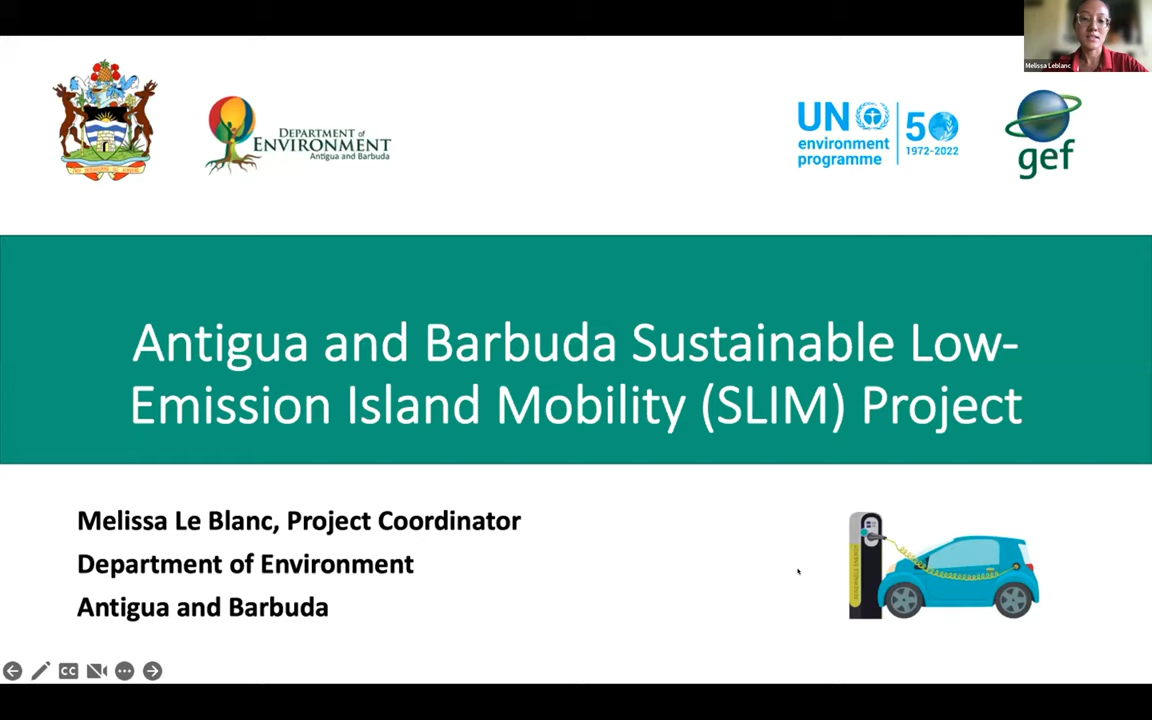 Melissa Leblanc
DEPARTMENT of
ENVIRONMENT
Antigua and Barbuda
UN
environment
programme
50
1972-2022
gef
Antigua and Barbuda Sustainable Low-
Emission Island Mobility (SLIM) Project
Melissa Le Blanc, Project Coordinator
Department of Environment
Antigua and Barbuda
CC